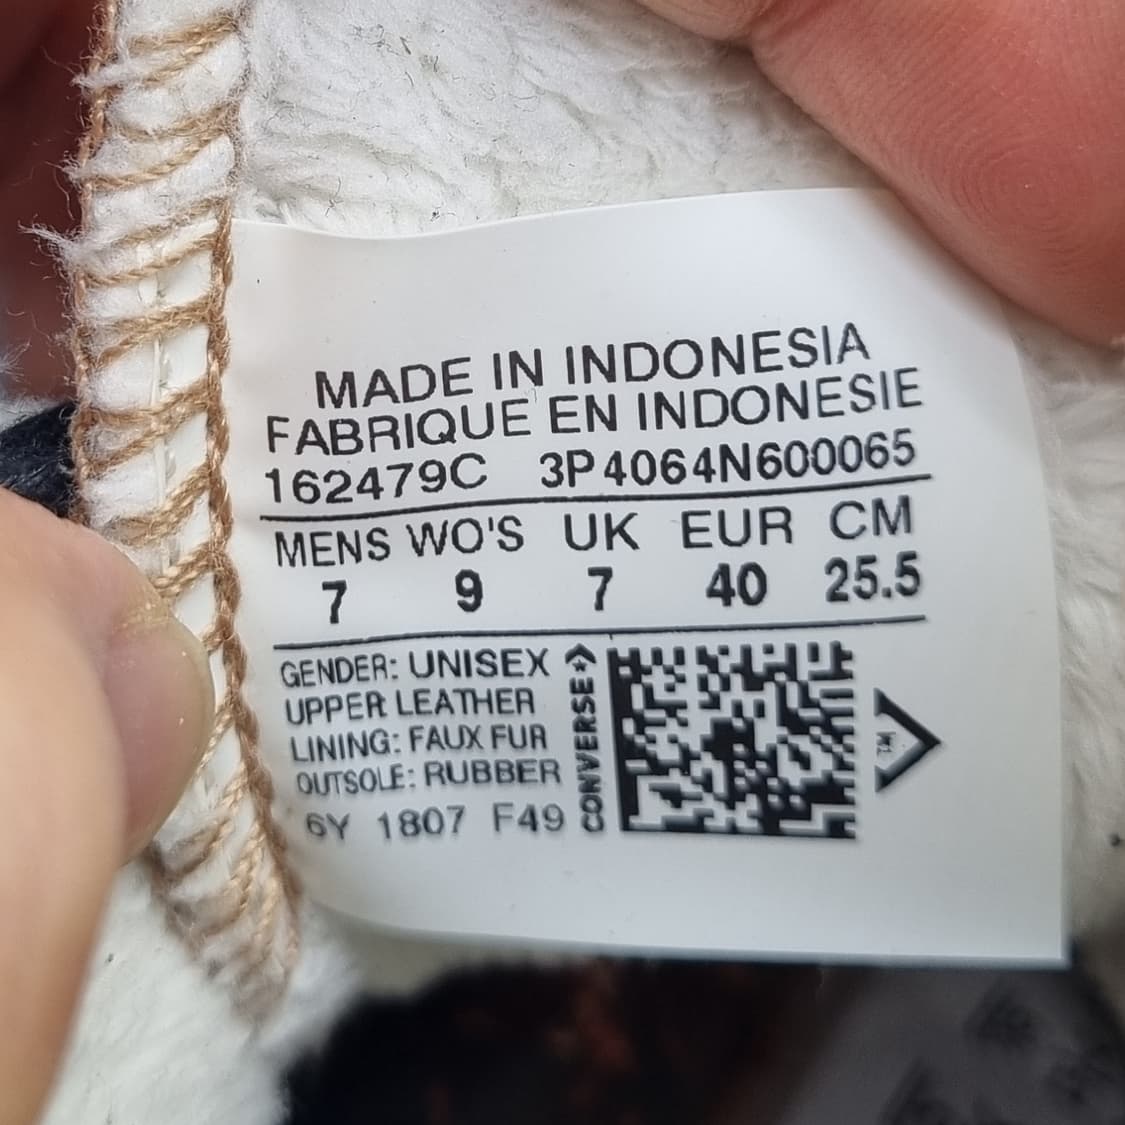 MADE IN INDONESIA
FABRIQUE EN INDONESIE
162479C 3P4064N600065
MENS WO'S UK EUR CM
7 9 7 40 25.5
GENDER: UNISEX
UPPER LEATHER
LINING: FAUX FUR
OUTSOLE: RUBBER
6Y 1807 F49
CONVERSE